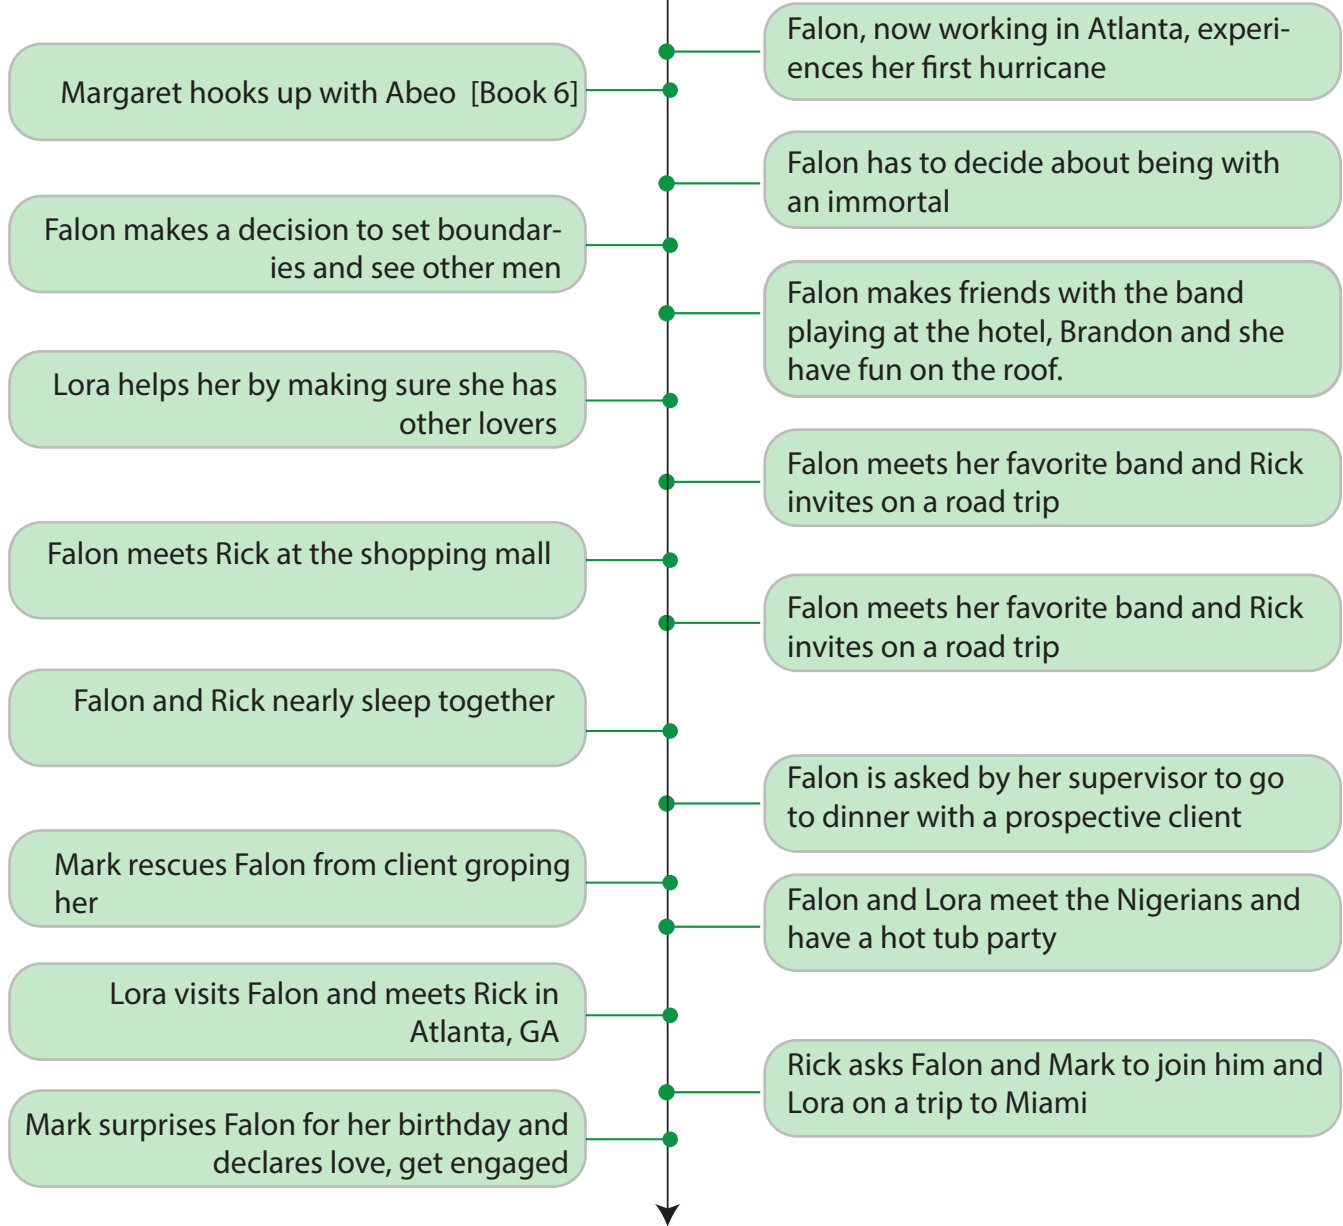 Falon, now working in Atlanta, experi-
ences her first hurricane
Margaret hooks up with Abeo [Book 6]
Falon has to decide about being with
an immortal
Falon makes a decision to set boundar-
ies and see other men
Falon makes friends with the band
playing at the hotel, Brandon and she
have fun on the roof.
Lora helps her by making sure she has
other lovers
Falon meets her favorite band and Rick
invites on a road trip
Falon meets Rick at the shopping mall
Falon meets her favorite band and Rick
invites on a road trip
Falon and Rick nearly sleep together
Falon is asked by her supervisor to go
to dinner with a prospective client
Mark rescues Falon from client groping
her
Falon and Lora meet the Nigerians and
have a hot tub party
Lora visits Falon and meets Rick in
Atlanta, GA
Rick asks Falon and Mark to join him and
Lora on a trip to Miami
Mark surprises Falon for her birthday and
declares love, get engaged